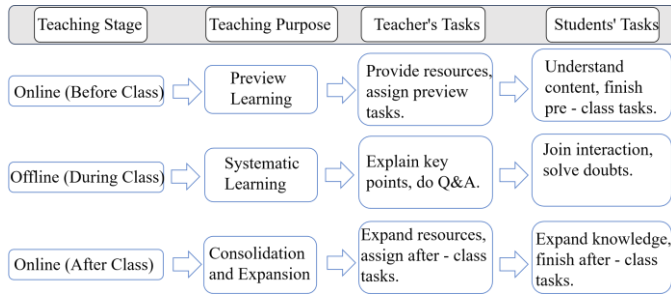 Teaching Stage
Teaching Purpose
Teacher's Tasks
Students' Tasks
Online (Before Class)
Preview
Learning
Provide resources,
assign preview
tasks.
Understand
content, finish
pre - class tasks.
Offline (During Class)
Systematic
Learning
Explain key
points, do Q&A.
Join interaction,
solve doubts.
Online (After Class)
Consolidation
and Expansion
Expand resources,
assign after - class
tasks.
Expand knowledge,
finish after - class
tasks.